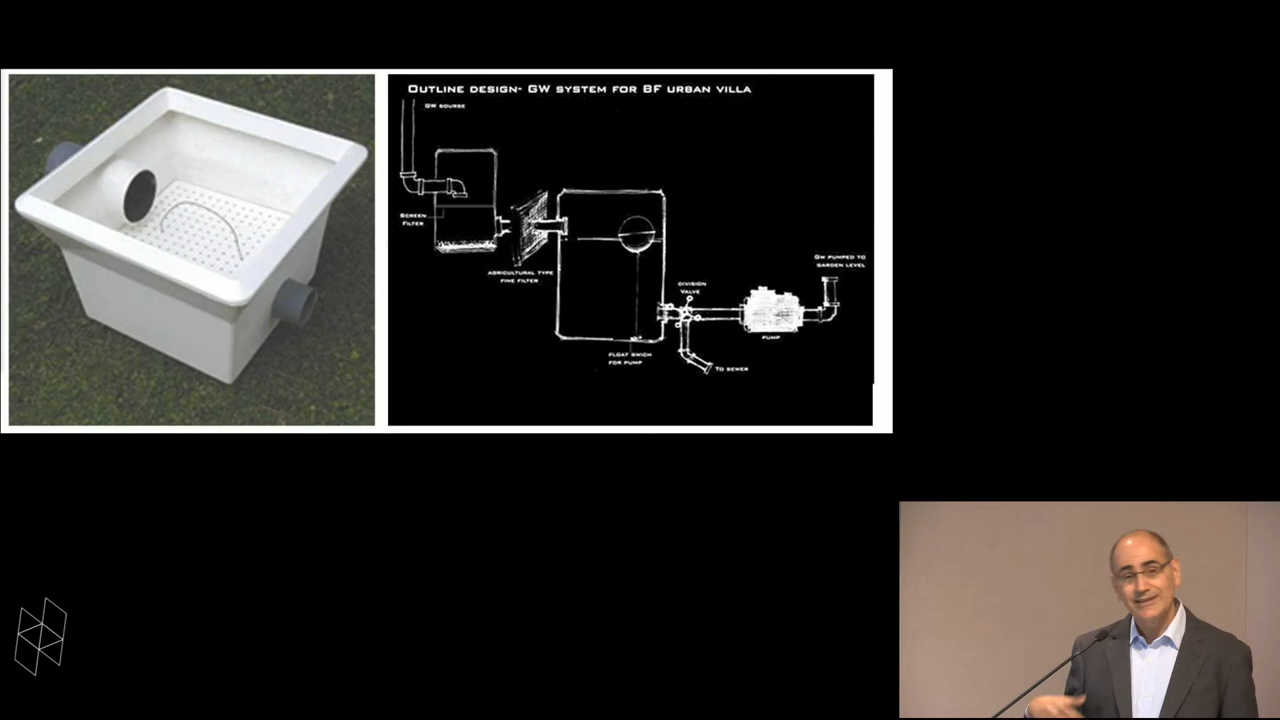 Outline design- GW system for BF urban villa
GW sourse
Screen
Filter
Agricultural type
fine filter
Float swich
for pump
Division
Valve
To sewer
Pump
GW pumped to
garden level